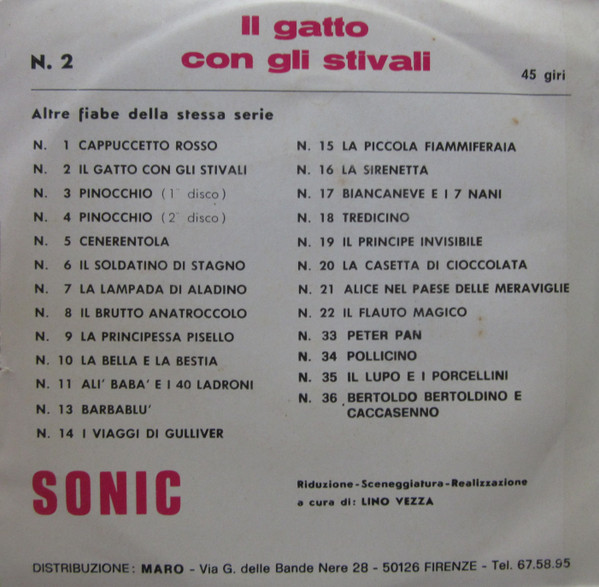 Il gatto
con gli stivali
N. 2
45 giri
Altre fiabe della stessa serie
N. 1 CAPPUCCETTO ROSSO
N. 2 IL GATTO CON GLI STIVALI
N. 3 PINOCCHIO (1¯ disco)
N. 4 PINOCCHIO (2¯ disco)
N. 5 CENERENTOLA
N. 6 IL SOLDATINO DI STAGNO
N. 7 LA LAMPADA DI ALADINO
N. 8 IL BRUTTO ANATROCCOLO
N. 9 LA PRINCIPESSA PISELLO
N. 10 LA BELLA E LA BESTIA
N. 11 ALI' BABA' E I 40 LADRONI
N. 13 BARBABLU'
N. 14 I VIAGGI DI GULLIVER
N. 15 LA PICCOLA FIAMMIFERAIA
N. 16 LA SIRENETTA
N. 17 BIANCANEVE E I 7 NANI
N. 18 TREDICINO
N. 19 IL PRINCIPE INVISIBILE
N. 20 LA CASETTA DI CIOCCOLATA
N. 21 ALICE NEL PAESE DELLE MERAVIGLIE
N. 22 IL FLAUTO MAGICO
N. 33 PETER PAN
N. 34 POLLICINO
N. 35 IL LUPO E I PORCELLINI
N. 36 BERTOLDO BERTOLDINO E
CACCASENNO
SONIC
Riduzione-Sceneggiatura-Realizzazione
a cura di: LINO VEZZA
DISTRIBUZIONE: MARO - Via G. delle Bande Nere 28 - 50126 FIRENZE - Tel. 67.58.95